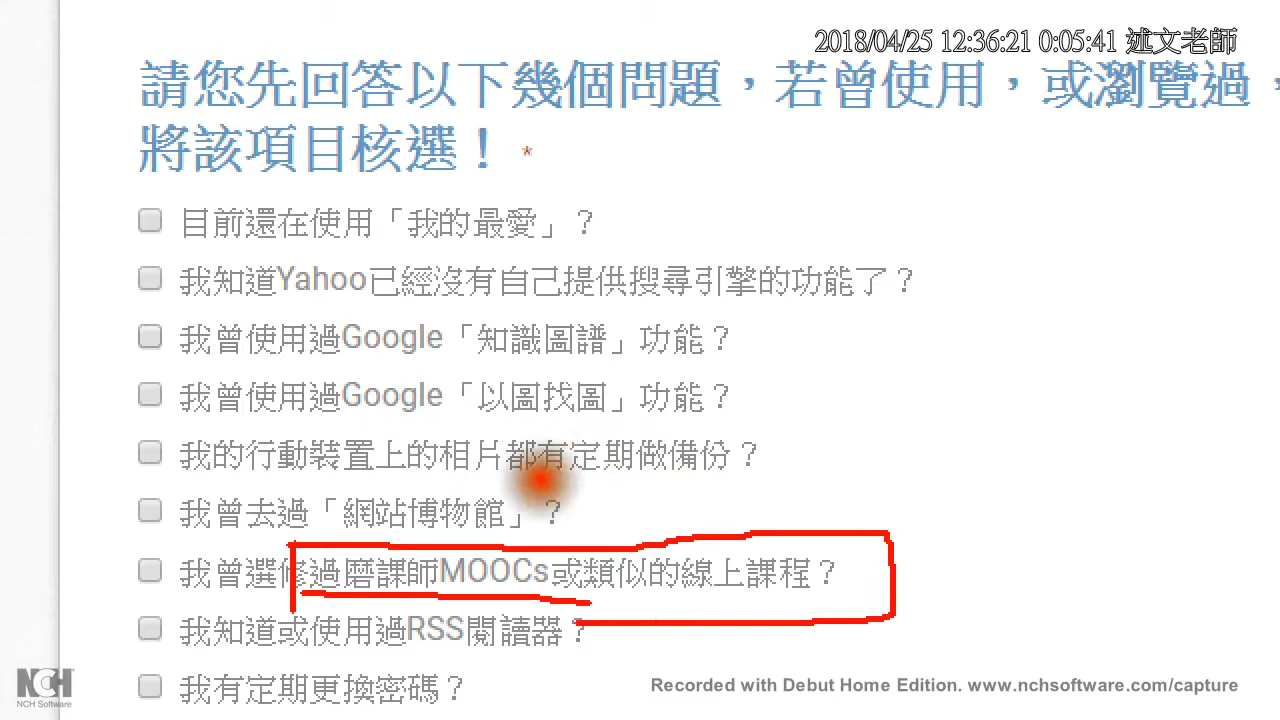 2018/04/25 12:36:21 0:05:41 述文老師
請您先回答以下幾個問題，若曾使用，或瀏覽過，
將該項目核選！ *
目前還在使用「我的最愛」？
我知道Yahoo已經沒有自己提供搜尋引擎的功能了？
我曾使用過Google「知識圖譜」功能？
我曾使用過Google「以圖找圖」功能？
我的行動裝置上的相片都有定期做備份？
我曾去過「網站博物館」？
我曾選修過磨課師MOOCs或類似的線上課程？
我知道或使用過RSS閱讀器？
我有定期更換密碼？
NCH
NCH Software
Recorded with Debut Home Edition. www.nchsoftware.com/capture